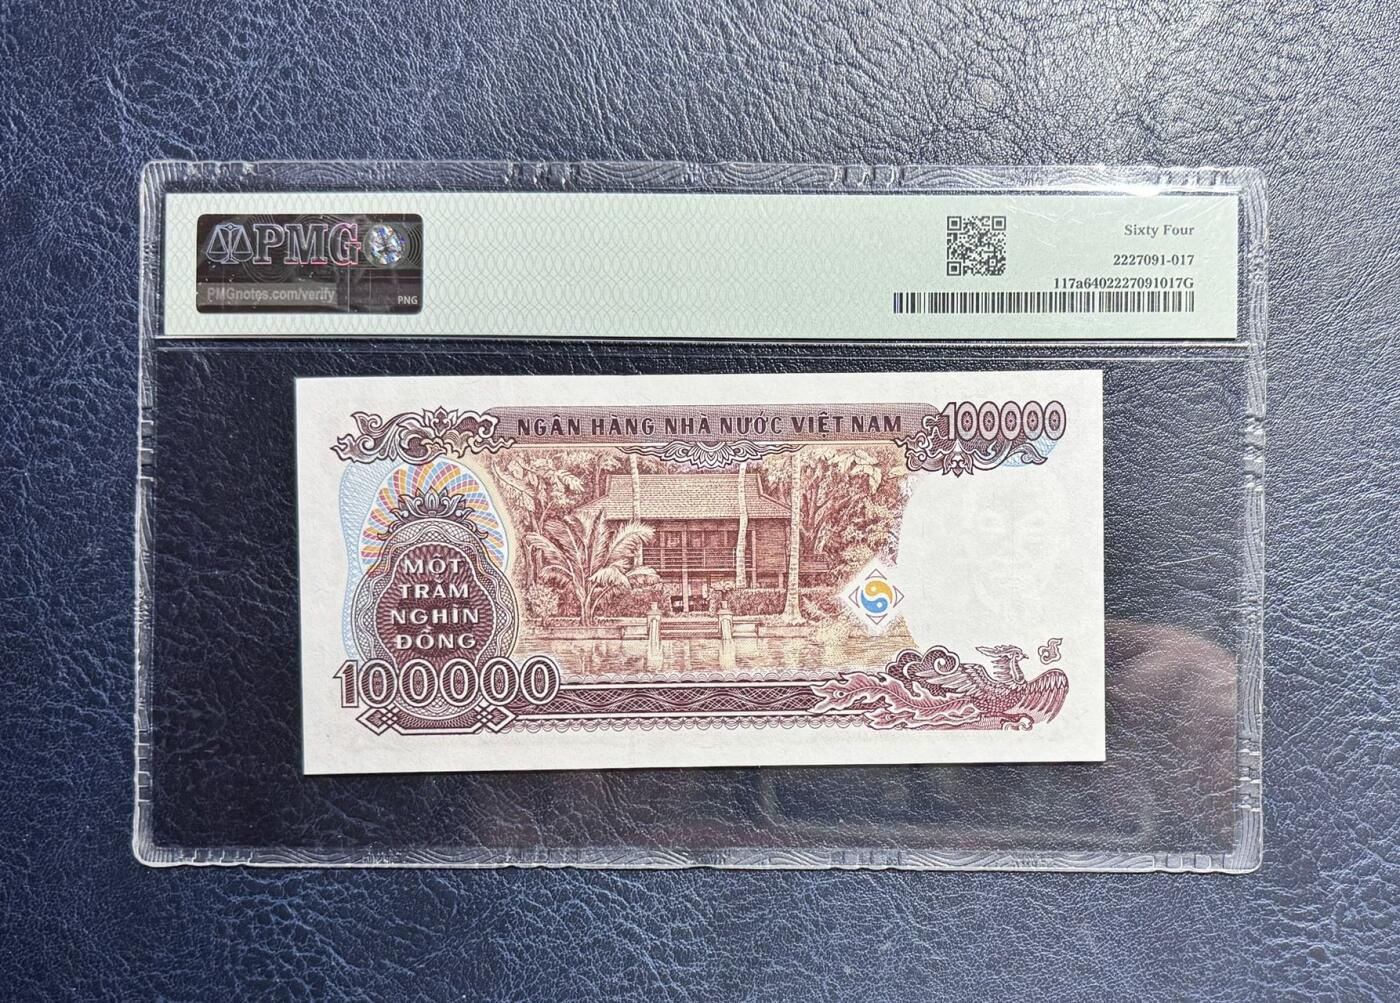 PMG
PMGnotes.com/verify
PNG
Sixty Four
2227091-017
117a6402227091017G
NGÂN HÀNG NHÀ NƯỚC VIỆT NAM
100000
MỘT
TRĂM
NGHÌN
ĐỒNG
100000